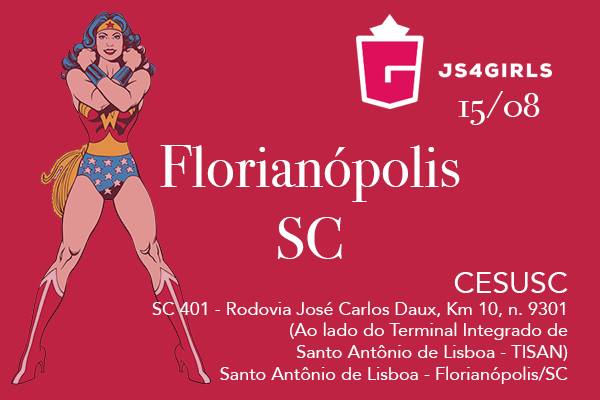 JS4GIRLS
15/08
Florianópolis
SC
CESUSC
SC 401 - Rodovia José Carlos Daux, Km 10, n. 9301
(Ao lado do Terminal Integrado de
Santo Antônio de Lisboa - TISAN)
Santo Antônio de Lisboa - Florianópolis/SC